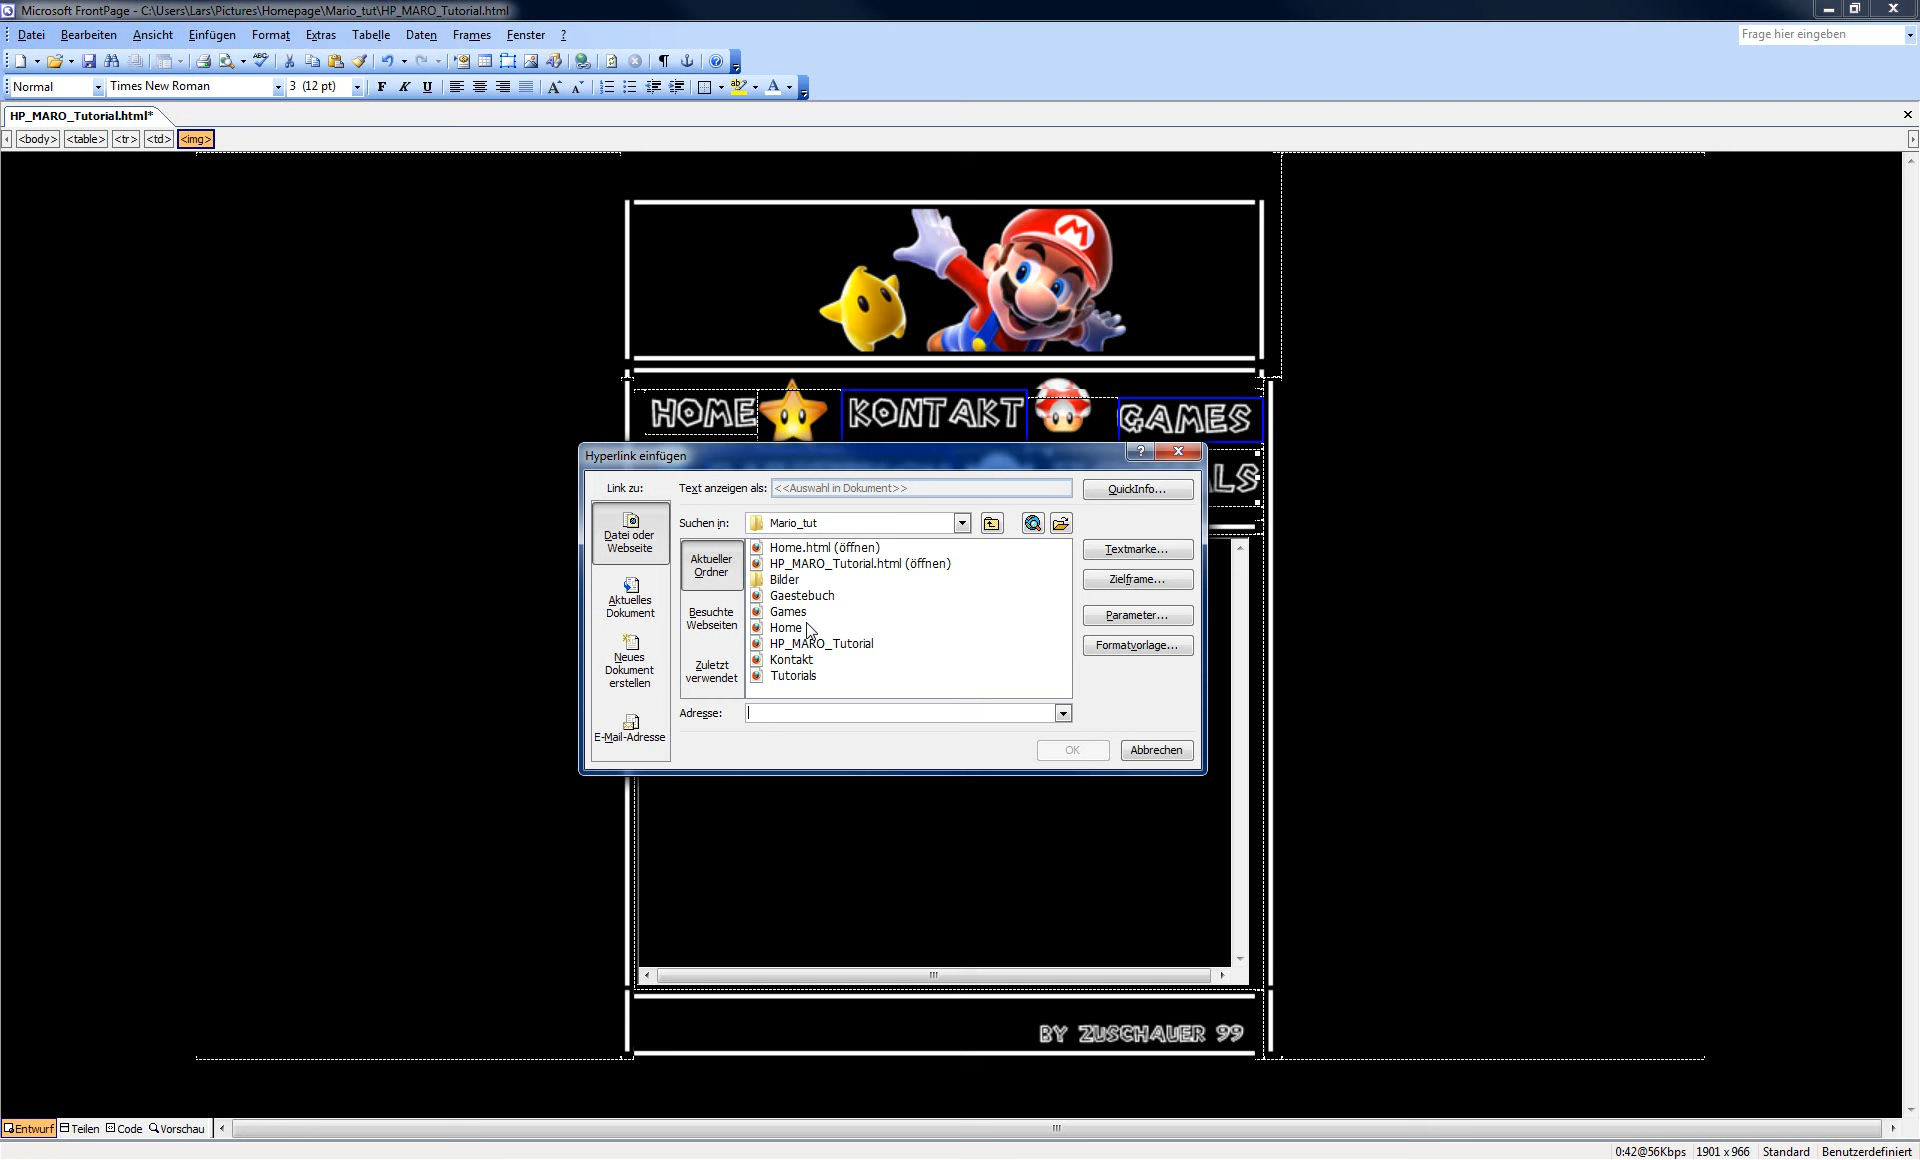 Microsoft FrontPage - C:\Users\Lars\Pictures\Homepage\Mario_tut\HP_MARO_Tutorial.html
Datei Bearbeiten Ansicht Einfügen Format Extras Tabelle Daten Frames Fenster ?
Frage hier eingeben
Normal Times New Roman 3 (12 pt) F K U
HP_MARO_Tutorial.html*
<body> <table> <tr> <td> <img>
M
HOME KONTAKT GAMES
ALS
Hyperlink einfügen
Link zu:
Text anzeigen als: <<Auswahl in Dokument>>
QuickInfo...
Suchen in: Mario_tut
Datei oder Webseite
Aktuelles Dokument
Neues Dokument erstellen
E-Mail-Adresse
Aktueller Ordner
Besuchte Webseiten
Zuletzt verwendet
Home.html (öffnen)
HP_MARO_Tutorial.html (öffnen)
Bilder
Gaestebuch
Games
Home
HP_MARO_Tutorial
Kontakt
Tutorials
Textmarke...
Zielframe...
Parameter...
Formatvorlage...
Adresse:
OK Abbrechen
BY ZUSCHAUER 99
Entwurf Teilen Code Vorschau
0:42@56Kbps 1901 x 966 Standard Benutzerdefiniert